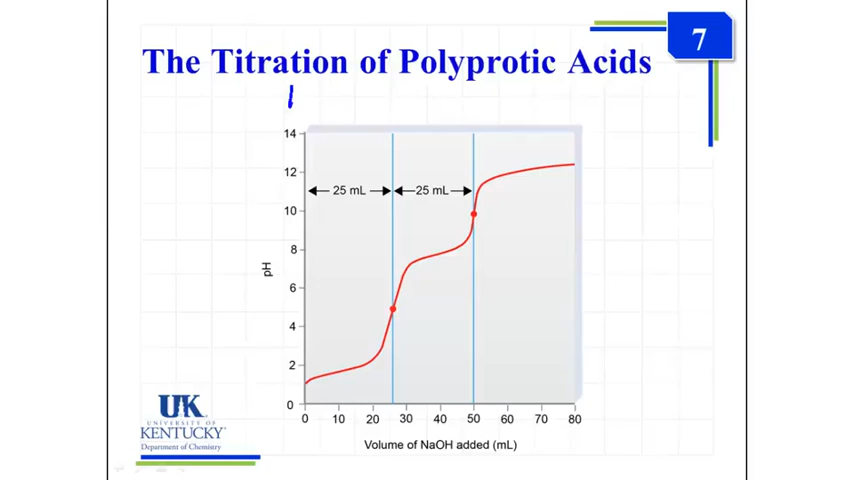 7
The Titration of Polyprotic Acids
14
12
10
8
6
4
2
0
pH
25 mL
25 mL
0 10 20 30 40 50 60 70 80
Volume of NaOH added (mL)
UK
UNIVERSITY OF
KENTUCKY
Department of Chemistry